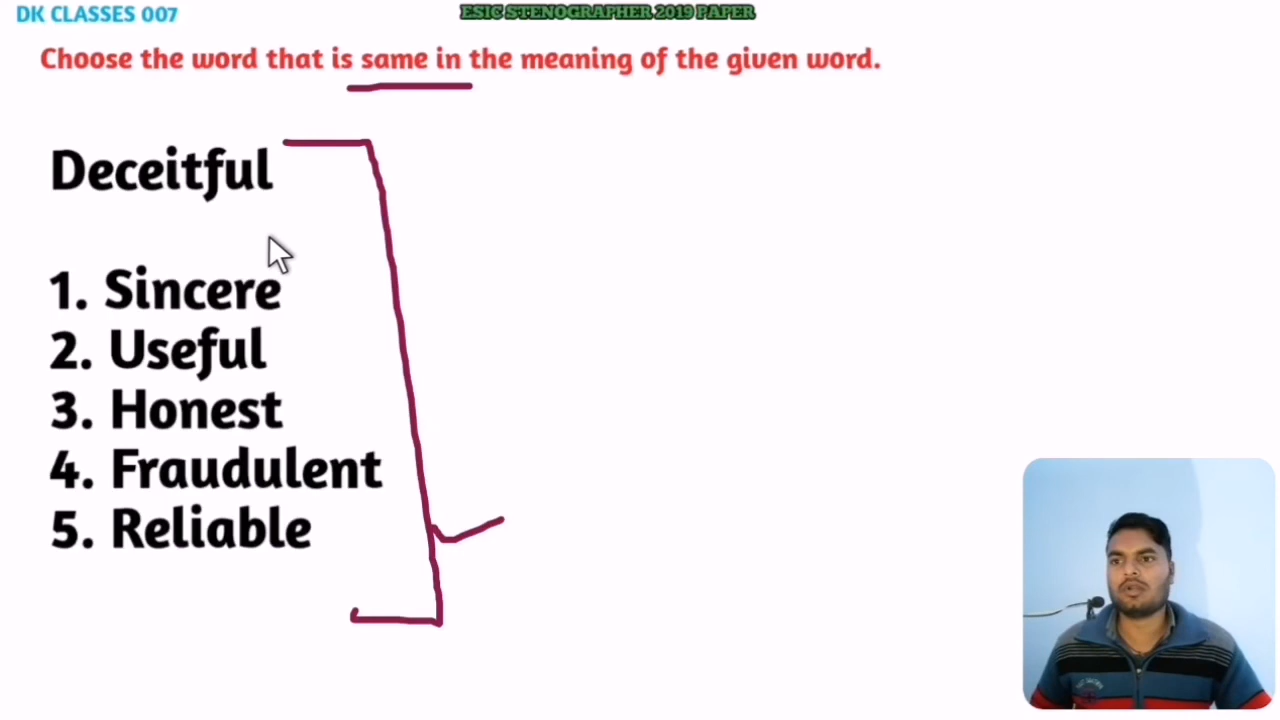 DK CLASSES 007
ESIC STENOGRAPHER 2019 PAPER
Choose the word that is same in the meaning of the given word.
Deceitful
1. Sincere
2. Useful
3. Honest
4. Fraudulent
5. Reliable